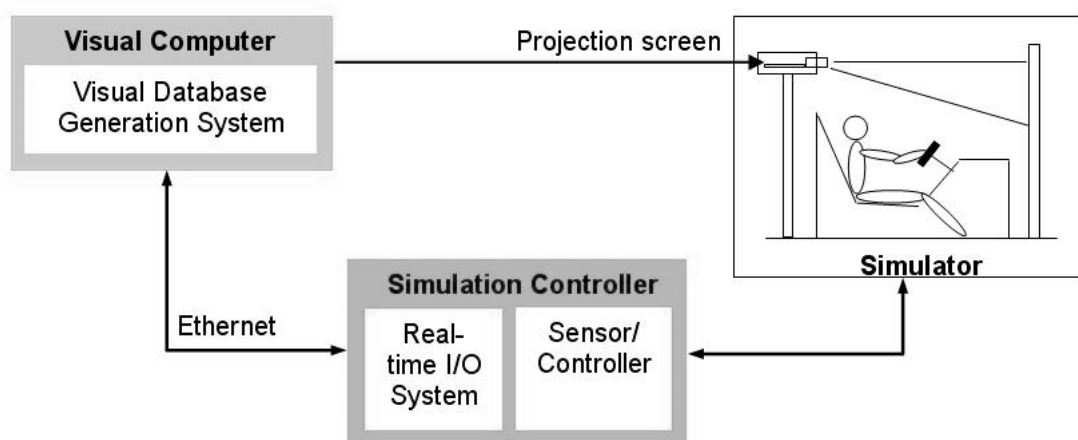 Visual Computer
Visual Database
Generation System
Projection screen
Simulator
Ethernet
Simulation Controller
Real-
time I/O
System
Sensor/
Controller